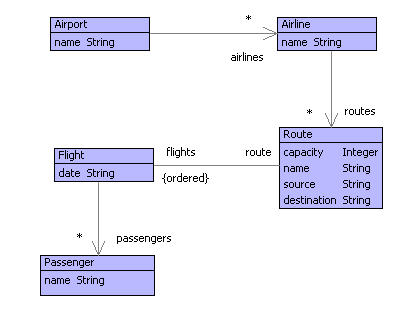 Airport
name String
*
airlines
Airline
name String
*
routes
Flight
date String
flights
{ordered}
route
Route
capacity Integer
name String
source String
destination String
*
passengers
Passenger
name String